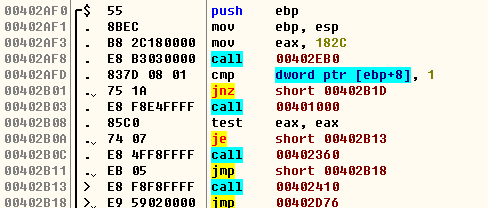 00402AF0 $ 55 push ebp
00402AF1 . 8BEC mov ebp, esp
00402AF3 . B8 2C180000 mov eax, 182C
00402AF8 . E8 B3030000 call 00402EB0
00402AFD . 837D 08 01 cmp dword ptr [ebp+8], 1
00402B01 . 75 1A jnz short 00402B1D
00402B03 . E8 F8E4FFFF call 00401000
00402B08 . 85C0 test eax, eax
00402B0A . 74 07 je short 00402B13
00402B0C . E8 4FF8FFFF call 00402360
00402B11 . EB 05 jmp short 00402B18
00402B13 > E8 F8F8FFFF call 00402410
00402B18 > E9 59020000 jmp 00402D76